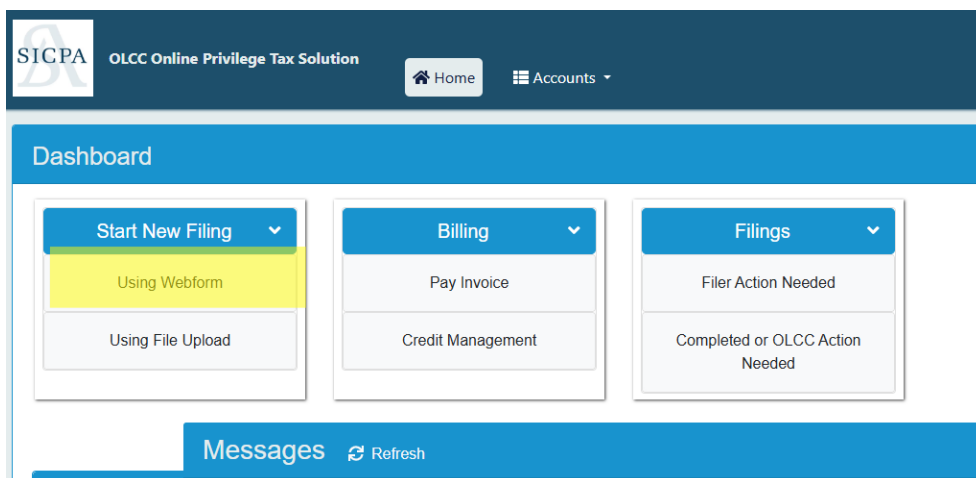 SICPA
OLCC Online Privilege Tax Solution
Home
Accounts
Dashboard
Start New Filing
Using Webform
Using File Upload
Billing
Pay Invoice
Credit Management
Filings
Filer Action Needed
Completed or OLCC Action
Needed
Messages
Refresh